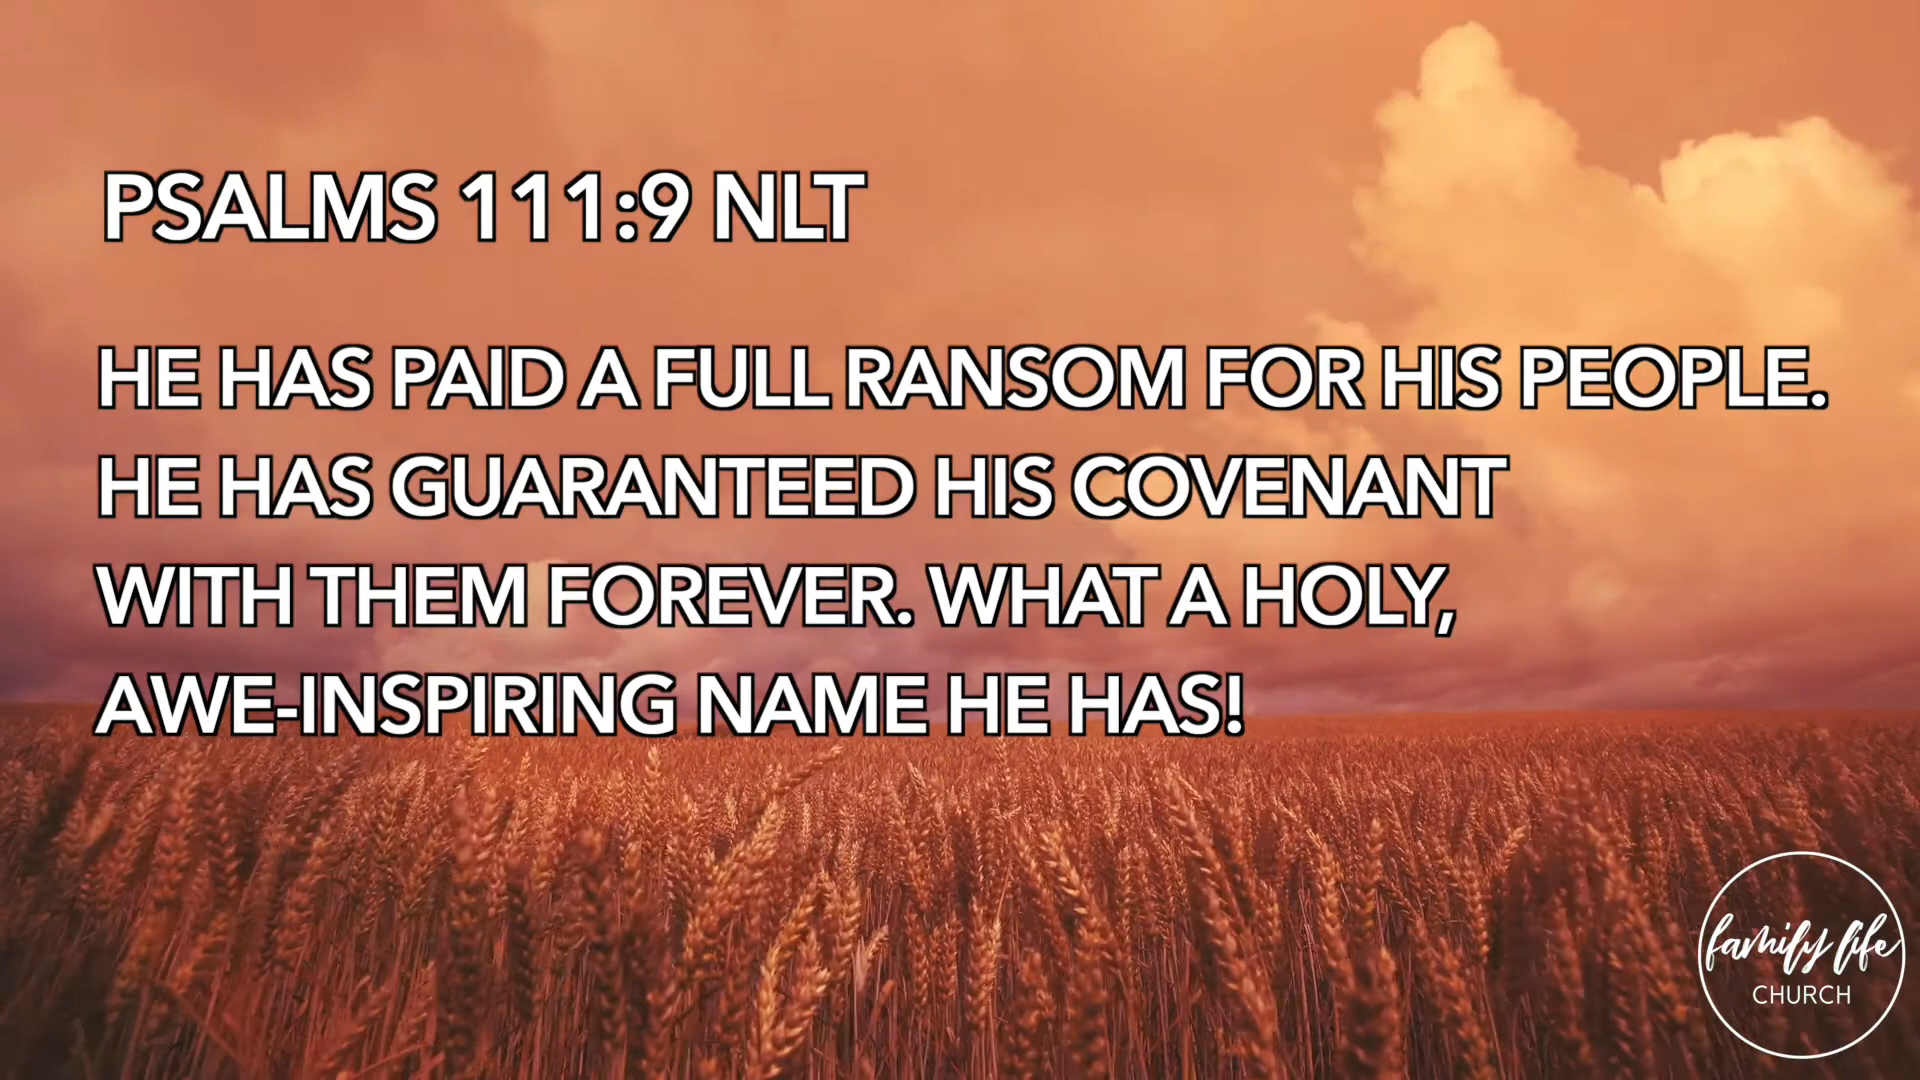 PSALMS 111:9 NLT
HE HAS PAID A FULL RANSOM FOR HIS PEOPLE.
HE HAS GUARANTEED HIS COVENANT
WITH THEM FOREVER. WHAT A HOLY,
AWE-INSPIRING NAME HE HAS!
family life
CHURCH